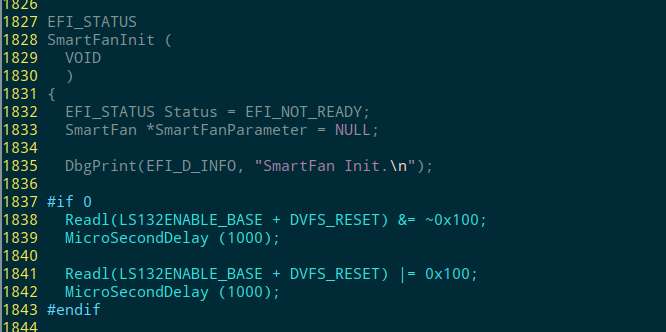 1826
1827 EFI_STATUS
1828 SmartFanInit (
1829   VOID
1830   )
1831 {
1832   EFI_STATUS Status = EFI_NOT_READY;
1833   SmartFan *SmartFanParameter = NULL;
1834
1835   DbgPrint(EFI_D_INFO, "SmartFan Init.\n");
1836
1837 #if 0
1838   Readl(LS132ENABLE_BASE + DVFS_RESET) &= ~0x100;
1839   MicroSecondDelay (1000);
1840
1841   Readl(LS132ENABLE_BASE + DVFS_RESET) |= 0x100;
1842   MicroSecondDelay (1000);
1843 #endif
1844